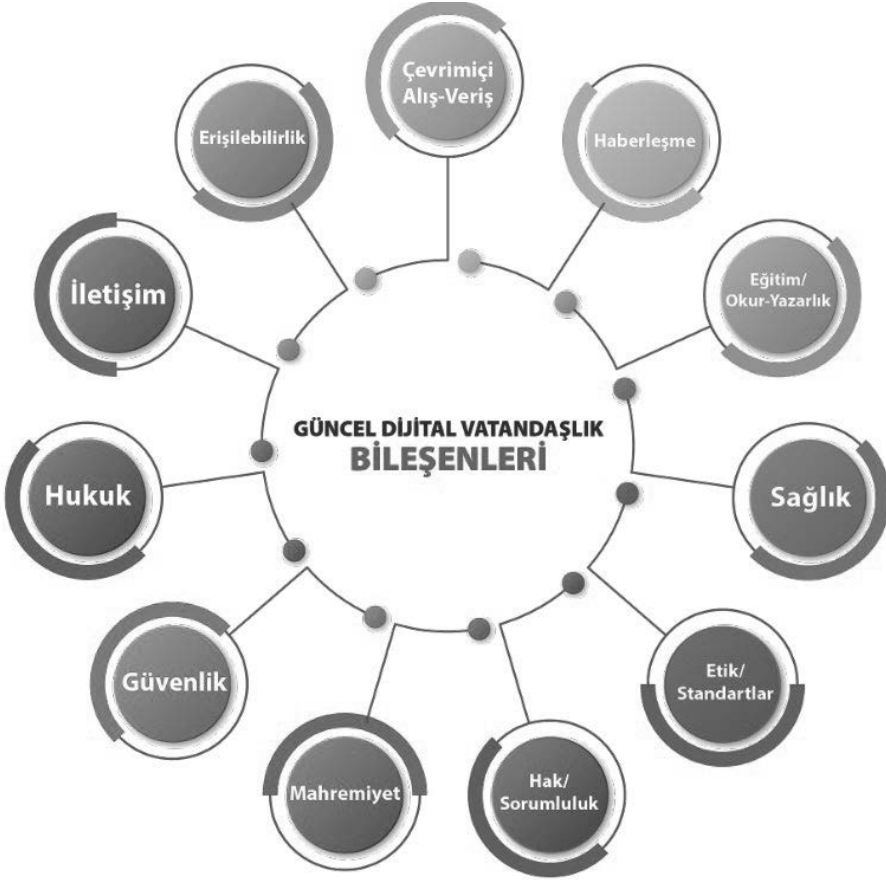 Çevrimiçi
Alış-Veriş
Haberleşme
Eğitim/
Okur-Yazarlık
Sağlık
Etik/
Standartlar
Hak/
Sorumluluk
Mahremiyet
Güvenlik
Hukuk
İletişim
Erişilebilirlik
GÜNCEL DİJİTAL VATANDAŞLIK
BİLEŞENLERİ